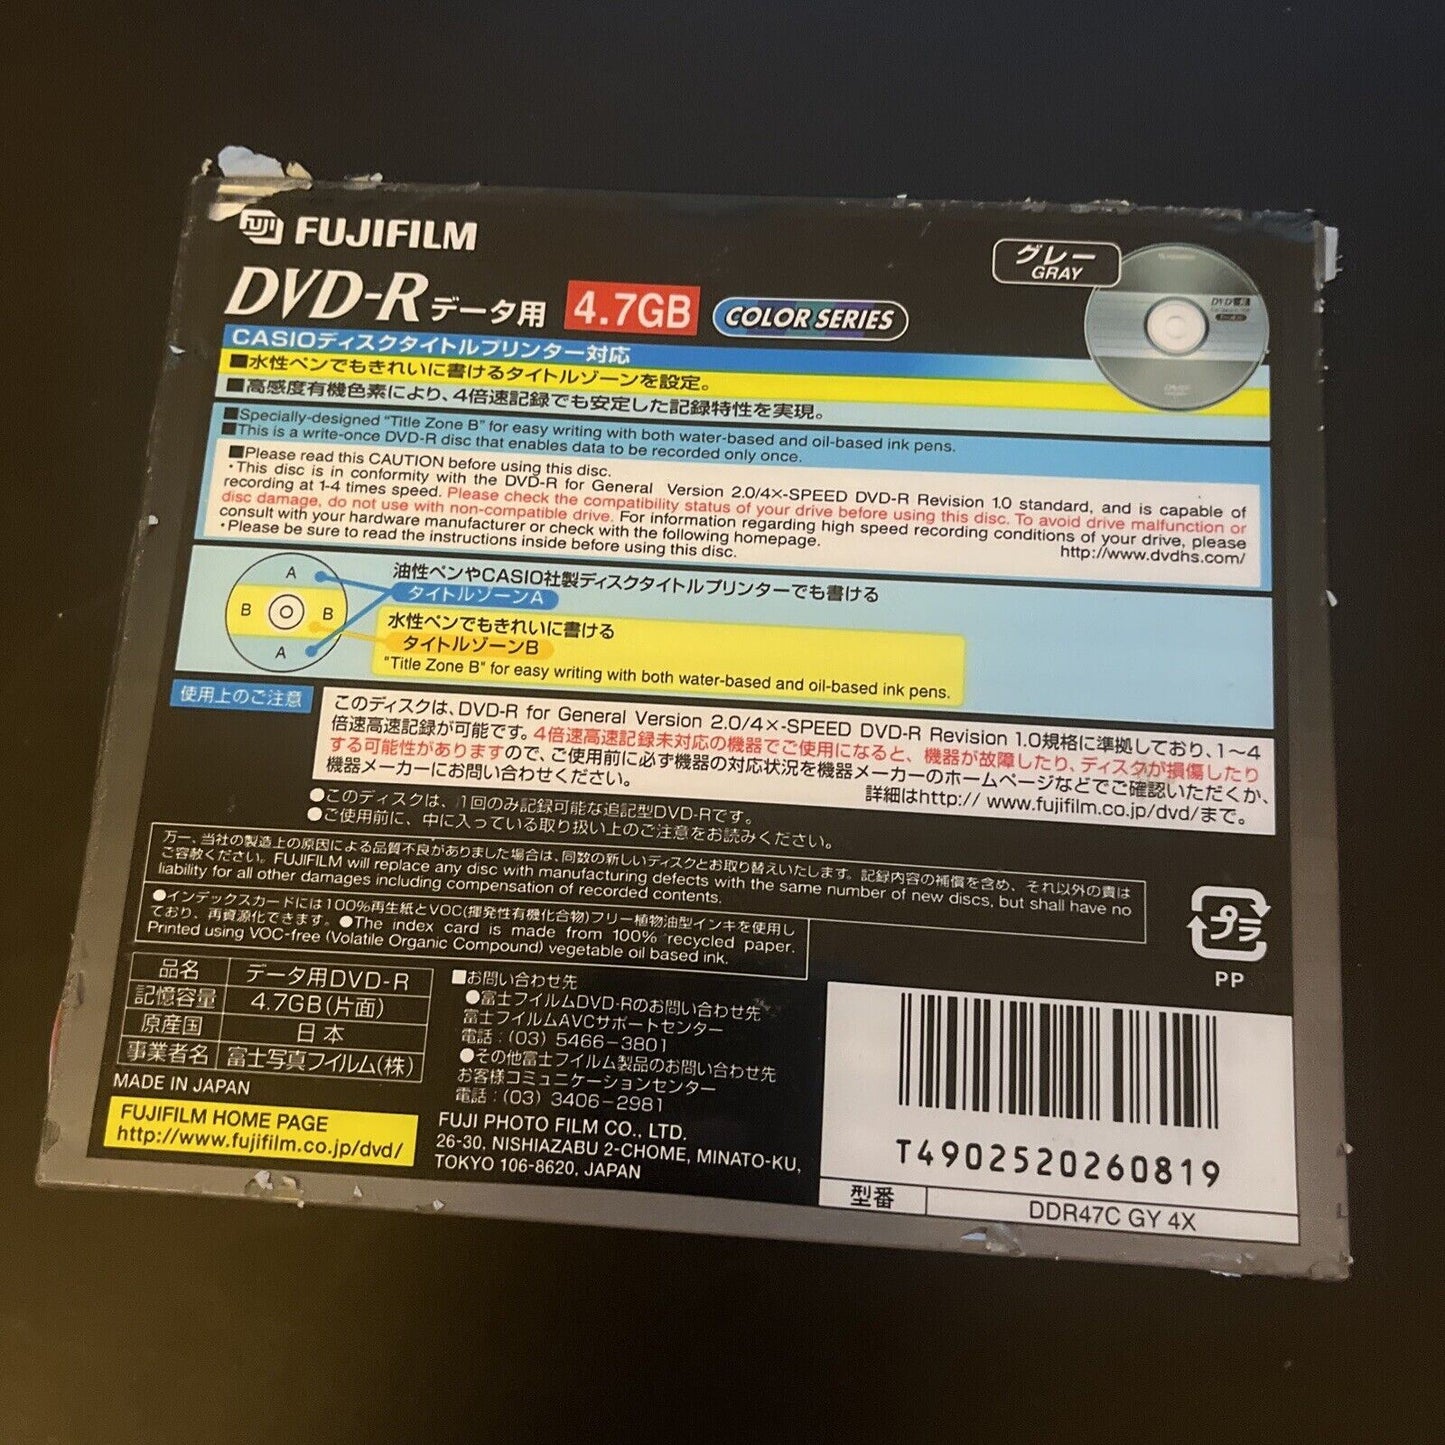 Fuji FUJIFILM
DVD-R データ用 4.7GB COLOR SERIES
グレー
GRAY
CASIOディスクタイトルプリンター対応
■水性ペンでもきれいに書けるタイトルゾーンを設定。
■高感度有機色素により、4倍速記録でも安定した記録特性を実現。
■Specially-designed "Title Zone B" for easy writing with both water-based and oil-based ink pens.
■This is a write-once DVD-R disc that enables data to be recorded only once.
■Please read this CAUTION before using this disc.
・This disc is in conformity with the DVD-R for General Version 2.0/4×-SPEED DVD-R Revision 1.0 standard, and is capable of
recording at 1-4 times speed. Please check the compatibility status of your drive before using this disc. To avoid drive malfunction or
disc damage, do not use with non-compatible drive. For information regarding high speed recording conditions of your drive, please
consult with your hardware manufacturer or check with the following homepage.
http://www.dvdhs.com/
・Please be sure to read the instructions inside before using this disc.
A
B B
A
油性ペンやCASIO社製ディスクタイトルプリンターでも書ける
タイトルゾーンA
水性ペンでもきれいに書ける
タイトルゾーンB
"Title Zone B" for easy writing with both water-based and oil-based ink pens.
使用上のご注意
このディスクは、DVD-R for General Version 2.0/4×-SPEED DVD-R Revision 1.0規格に準拠しており、1〜4
倍速高速記録が可能です。4倍速高速記録未対応の機器でご使用になると、機器が故障したり、ディスクが損傷したり
する可能性がありますので、ご使用前に必ず機器の対応状況を機器メーカーのホームページなどでご確認いただくか、
機器メーカーにお問い合わせください。
詳細はhttp:// www.fujifilm.co.jp/dvd/まで。
●このディスクは、1回のみ記録可能な追記型DVD-Rです。
●ご使用前に、中に入っている取り扱い上のご注意をお読みください。
万一、当社の製造上の原因による品質不良がありました場合は、同数の新しいディスクとお取り替えいたします。記録内容の補償を含め、それ以外の責は
ご容赦ください。FUJIFILM will replace any disc with manufacturing defects with the same number of new discs, but shall have no
liability for all other damages including compensation of recorded contents.
●インデックスカードには100%再生紙とVOC(揮発性有機化合物)フリー植物油型インキを使用し
ており、再資源化できます。●The index card is made from 100% recycled paper.
Printed using VOC-free (Volatile Organic Compound) vegetable oil based ink.
プラ
PP
品名 データ用DVD-R
記憶容量 4.7GB(片面)
原産国 日本
事業者名 富士写真フイルム(株)
MADE IN JAPAN
FUJIFILM HOME PAGE
http://www.fujifilm.co.jp/dvd/
■お問い合わせ先
●富士フイルムDVD-Rのお問い合わせ先
富士フイルムAVCサポートセンター
電話：(03) 5466-3801
●その他富士フイルム製品のお問い合わせ先
お客様コミュニケーションセンター
電話：(03) 3406-2981
FUJI PHOTO FILM CO., LTD.
26-30, NISHIAZABU 2-CHOME, MINATO-KU,
TOKYO 106-8620, JAPAN
T4902520260819
型番 DDR47C GY 4X